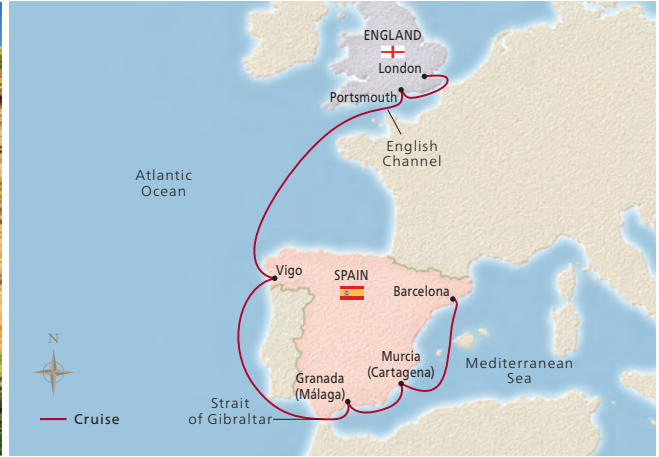 ENGLAND
London
Portsmouth
English
Channel
Atlantic
Ocean
Vigo
SPAIN
Barcelona
Murcia
(Cartagena)
Mediterranean
Sea
Granada
(Málaga)
Strait
of Gibraltar
N
Cruise